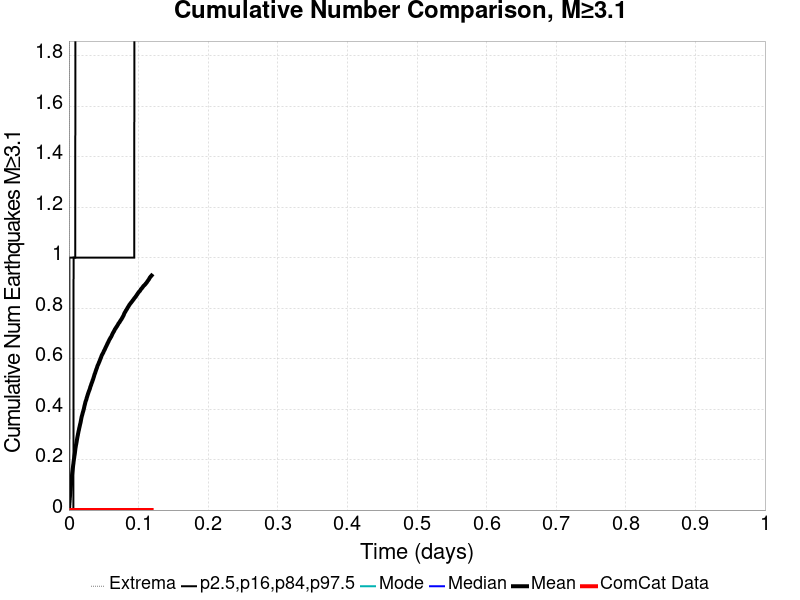 Cumulative Number Comparison, M≥3.1
Cumulative Num Earthquakes M≥3.1
1.8
1.6
1.4
1.2
1
0.8
0.6
0.4
0.2
0
0 0.1 0.2 0.3 0.4 0.5 0.6 0.7 0.8 0.9 1
Time (days)
Extrema p2.5,p16,p84,p97.5 Mode Median Mean ComCat Data